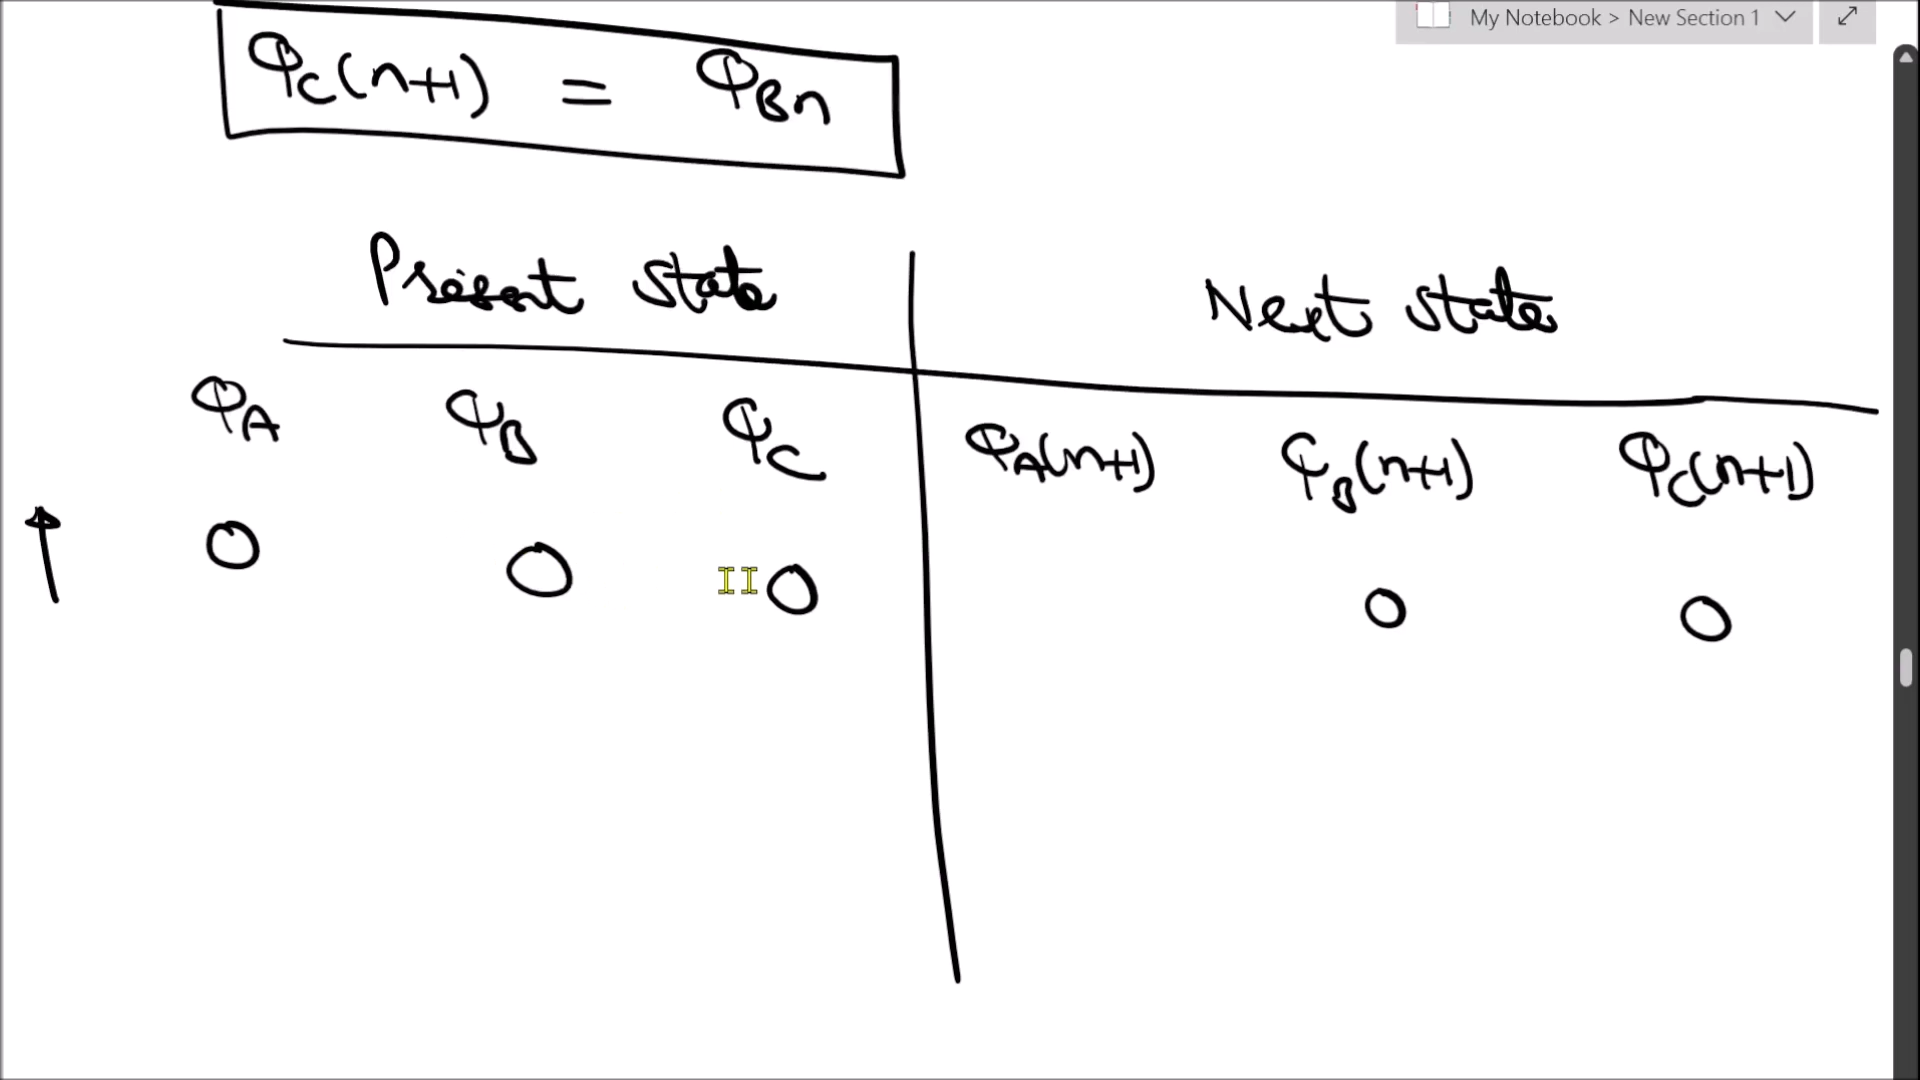 My Notebook > New Section 1
QC(n+1) = QBn
Present state Next state
QA QB QC QA(n+1) QB(n+1) QC(n+1)
↑ 0 0 0 0 0